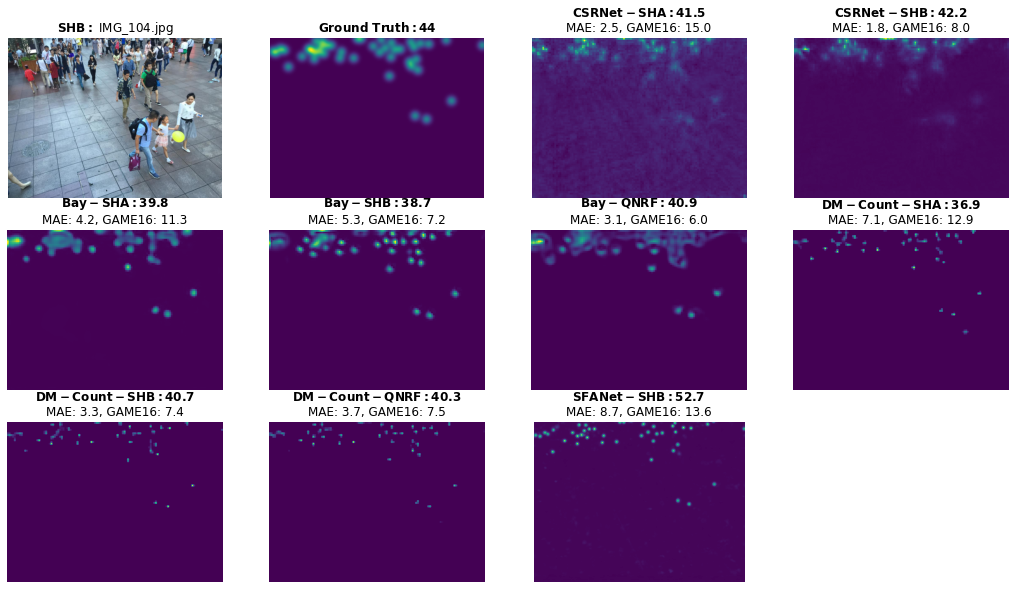 SHB: IMG_104.jpg
Ground Truth: 44
CSRNet-SHA: 41.5
MAE: 2.5, GAME16: 15.0
CSRNet-SHB: 42.2
MAE: 1.8, GAME16: 8.0
Bay-SHA: 39.8
MAE: 4.2, GAME16: 11.3
Bay-SHB: 38.7
MAE: 5.3, GAME16: 7.2
Bay-QNRF: 40.9
MAE: 3.1, GAME16: 6.0
DM-Count-SHA: 36.9
MAE: 7.1, GAME16: 12.9
DM-Count-SHB: 40.7
MAE: 3.3, GAME16: 7.4
DM-Count-QNRF: 40.3
MAE: 3.7, GAME16: 7.5
SFANet-SHB: 52.7
MAE: 8.7, GAME16: 13.6